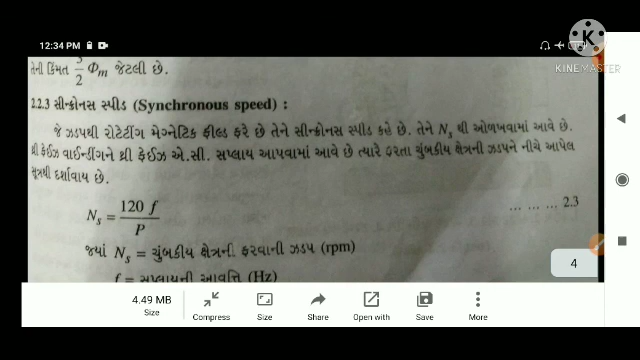 12:34 PM
KINEMASTER
તેની કિંમત 3/2 Φm જેટલી છે.
2.2.3 સીન્ક્રોનસ સ્પીડ (Synchronous speed) :
જે ઝડપથી રોટેટીંગ મેગ્નેટિક ફીલ્ડ ફરે છે તેને સીન્ક્રોનસ સ્પીડ કહે છે. તેને Ns થી ઓળખવામાં આવે છે.
થ્રી ફેઈઝ વાઈન્ડીંગને થ્રી ફેઈઝ એ.સી. સપ્લાય આપવામાં આવે છે ત્યારે ફરતા ચુંબકીય ક્ષેત્રની ઝડપને નીચે આપેલ
સૂત્રથી દર્શાવાય છે.
Ns = 120 f / P ... ... ... 2.3
જ્યાં Ns = ચુંબકીય ક્ષેત્રની ફરવાની ઝડપ (rpm)
f = સપ્લાયની આવૃત્તિ (Hz)
4
4.49 MB
Size
Compress
Size
Share
Open with
Save
More